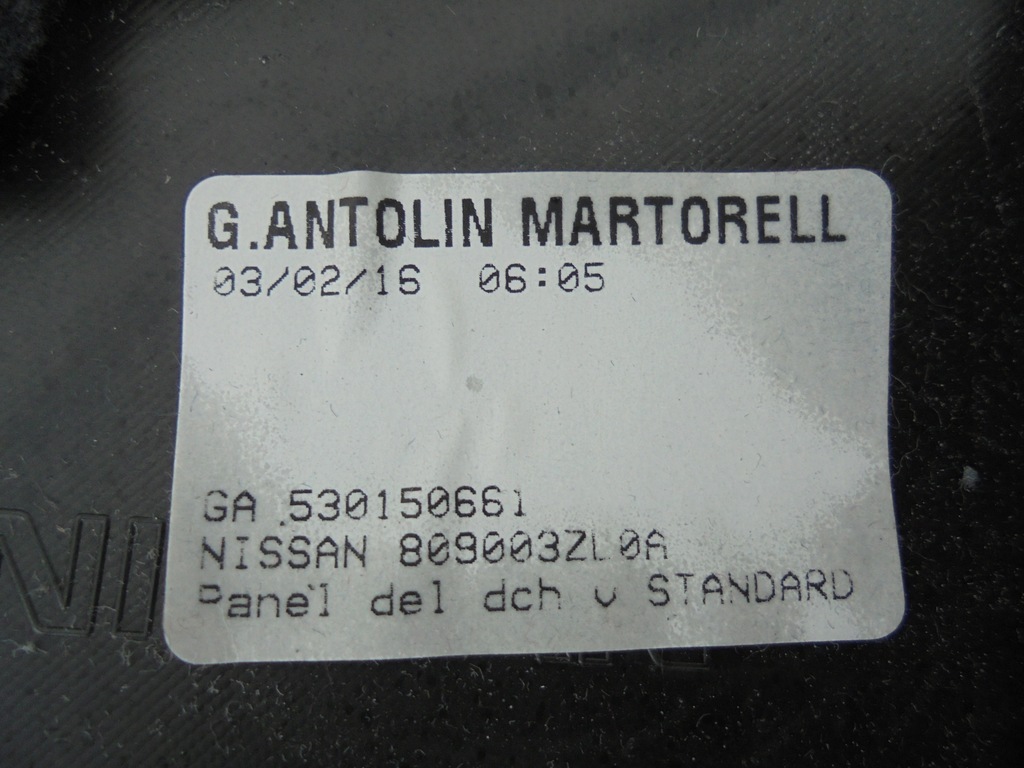 G.ANTOLIN MARTORELL
03/02/16 06:05
GA .530150661
NISSAN 809003ZL0A
Panel del dch v STANDARD